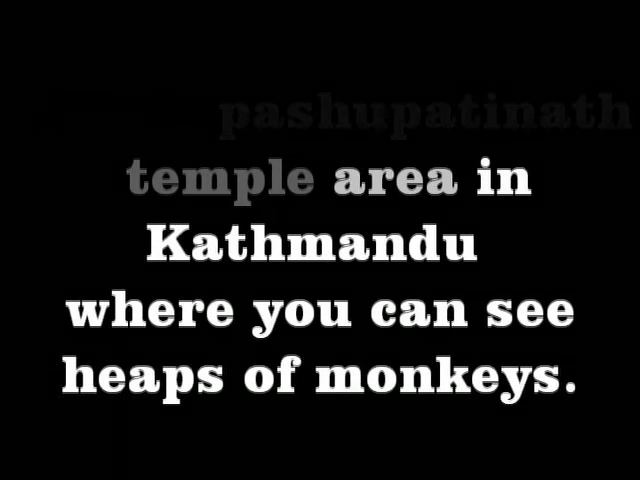 pashupatinath
temple area in
Kathmandu
where you can see
heaps of monkeys.